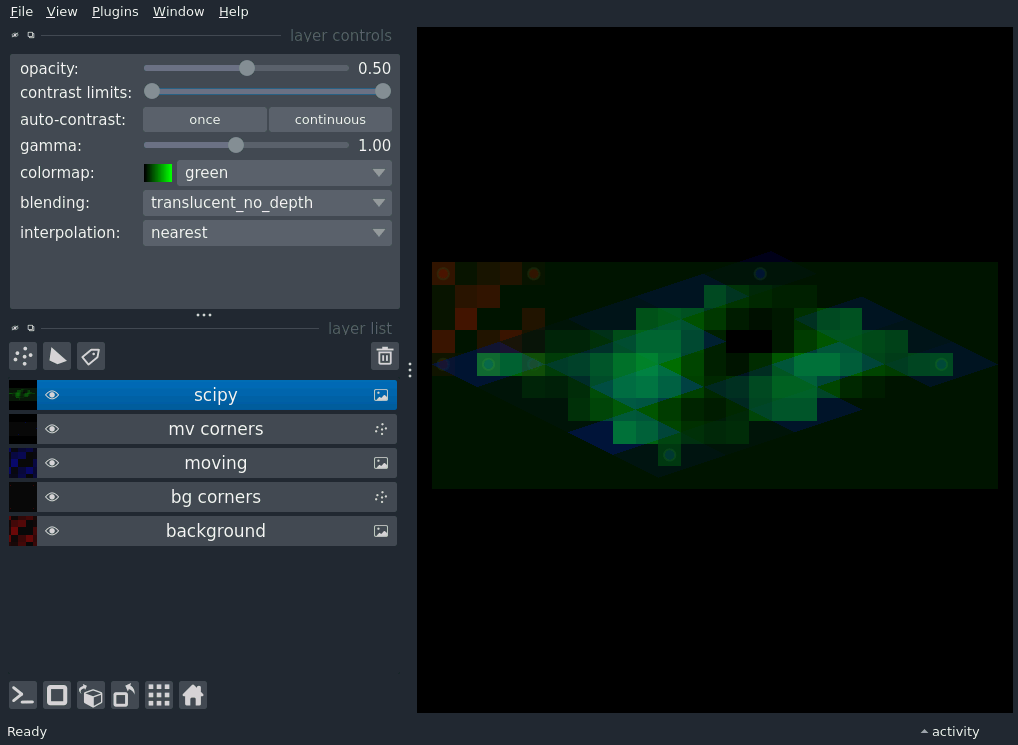 File View Plugins Window Help
layer controls
opacity: 0.50
contrast limits:
auto-contrast: once continuous
gamma: 1.00
colormap: green
blending: translucent_no_depth
interpolation: nearest
layer list
scipy
mv corners
moving
bg corners
background
Ready activity